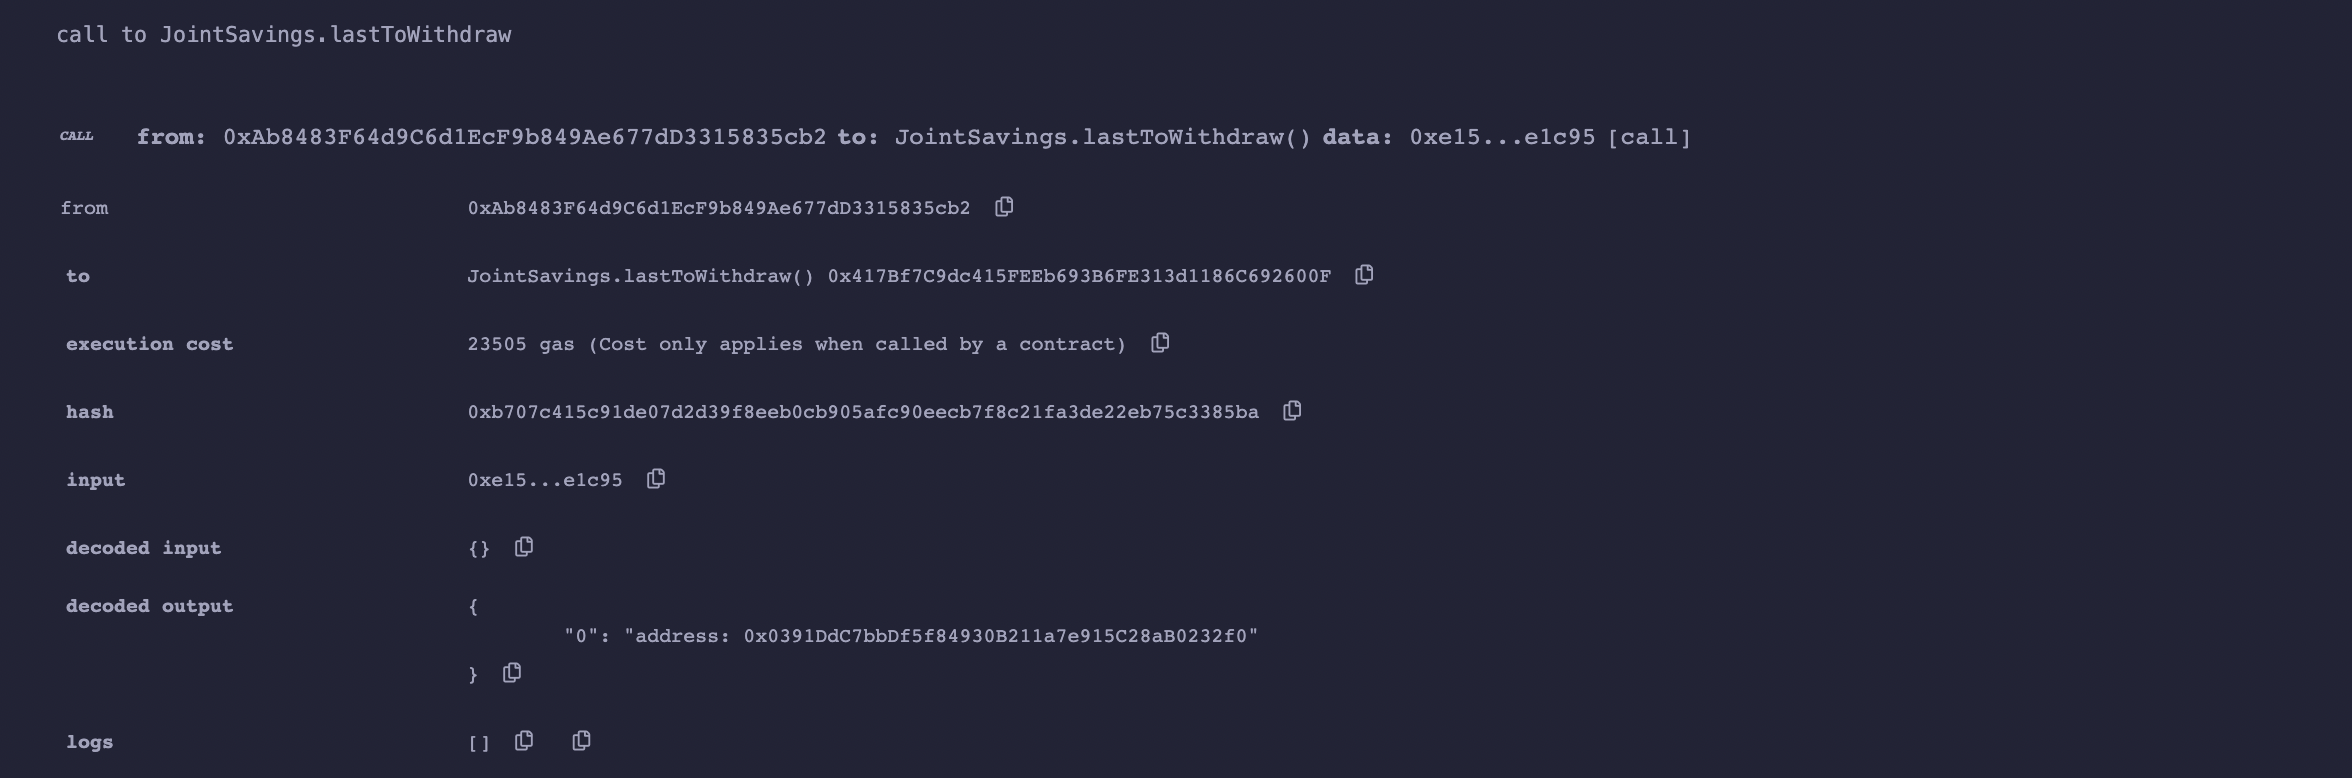 call to JointSavings.lastToWithdraw
CALL from: 0xAb8483F64d9C6d1EcF9b849Ae677dD3315835cb2 to: JointSavings.lastToWithdraw() data: 0xe15...e1c95 [call]
from 0xAb8483F64d9C6d1EcF9b849Ae677dD3315835cb2
to JointSavings.lastToWithdraw() 0x417Bf7C9dc415FEEb693B6FE313d1186C692600F
execution cost 23505 gas (Cost only applies when called by a contract)
hash 0xb707c415c91de07d2d39f8eeb0cb905afc90eecb7f8c21fa3de22eb75c3385ba
input 0xe15...e1c95
decoded input {}
decoded output {
"0": "address: 0x0391DdC7bbDf5f84930B211a7e915C28aB0232f0"
}
logs []